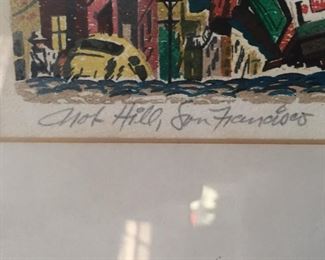 Nob Hill, San Francisco